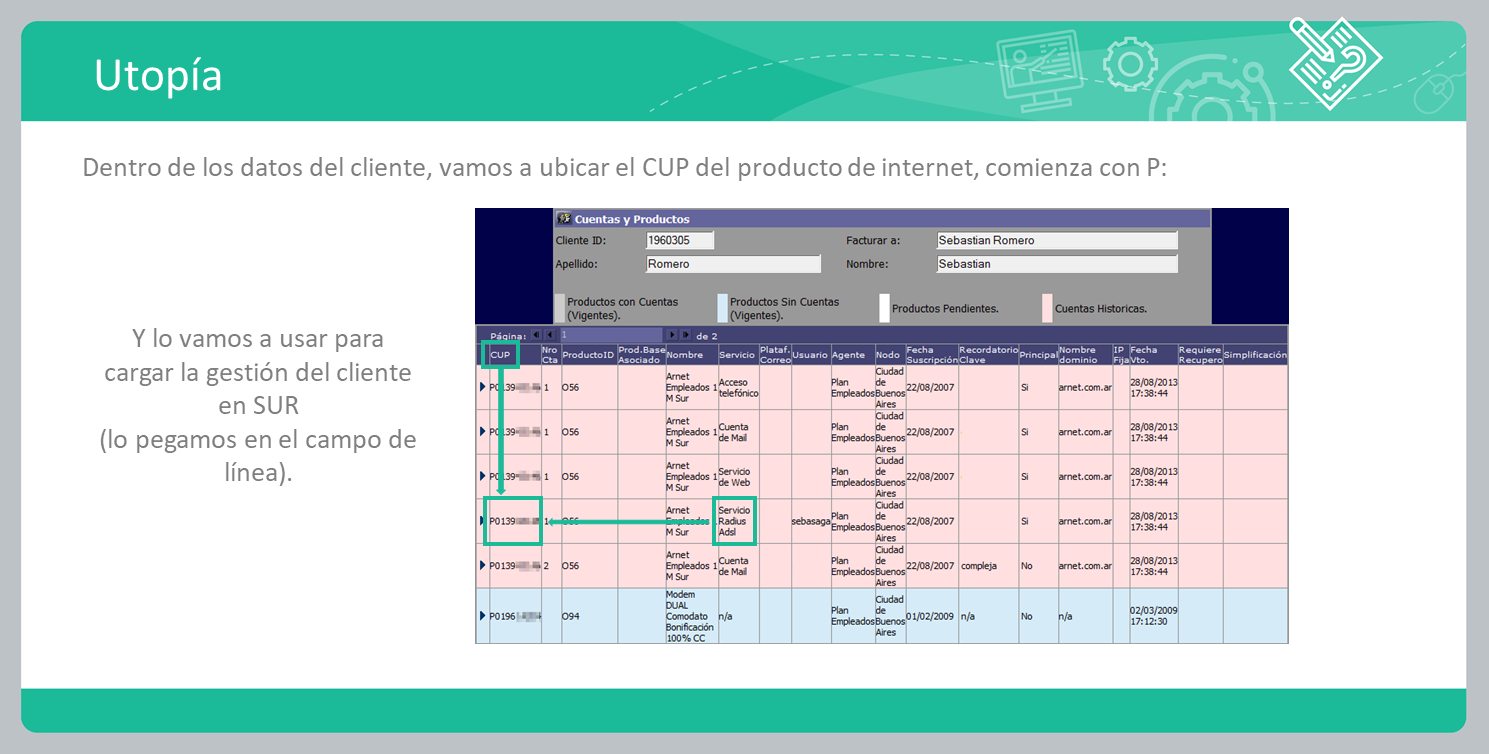 Utopía
Dentro de los datos del cliente, vamos a ubicar el CUP del producto de internet, comienza con P:
Y lo vamos a usar para
cargar la gestión del cliente
en SUR
(lo pegamos en el campo de
línea).
Cuentas y Productos
Cliente ID: 1960305 Facturar a: Sebastian Romero
Apellido: Romero Nombre: Sebastian
Productos con Cuentas (Vigentes). Productos Sin Cuentas (Vigentes). Productos Pendientes. Cuentas Historicas.
Página: 1 de 2
CUP Nro Cta ProductoID Prod.Base Asociado Nombre Servicio Plataf. Correo Usuario Agente Nodo Fecha Suscripción Recordatorio Clave Principal Nombre dominio IP Fija Fecha Vto. Requiere Recupero Simplificación
1 O56 Arnet Empleados 1 M Sur Acceso telefónico Plan Empleados Ciudad de Buenos Aires 22/08/2007 Si arnet.com.ar 28/08/2013 17:38:44
1 O56 Arnet Empleados 1 M Sur Cuenta de Mail Plan Empleados Ciudad de Buenos Aires 22/08/2007 Si arnet.com.ar 28/08/2013 17:38:44
1 O56 Arnet Empleados 1 M Sur Servicio de Web Plan Empleados Ciudad de Buenos Aires 22/08/2007 Si arnet.com.ar 28/08/2013 17:38:44
P0139 1 O56 Arnet Empleados M Sur Servicio Radius Adsl sebasaga Plan Empleados Ciudad de Buenos Aires 22/08/2007 Si arnet.com.ar 28/08/2013 17:38:44
P0139 2 O56 Arnet Empleados 1 M Sur Cuenta de Mail Plan Empleados Ciudad de Buenos Aires 22/08/2007 compleja No arnet.com.ar 28/08/2013 17:38:44
P0196 O94 Modem DUAL Comodato Bonificación 100% CC n/a Plan Empleados Ciudad de Buenos Aires 01/02/2009 n/a No n/a 02/03/2009 17:12:30